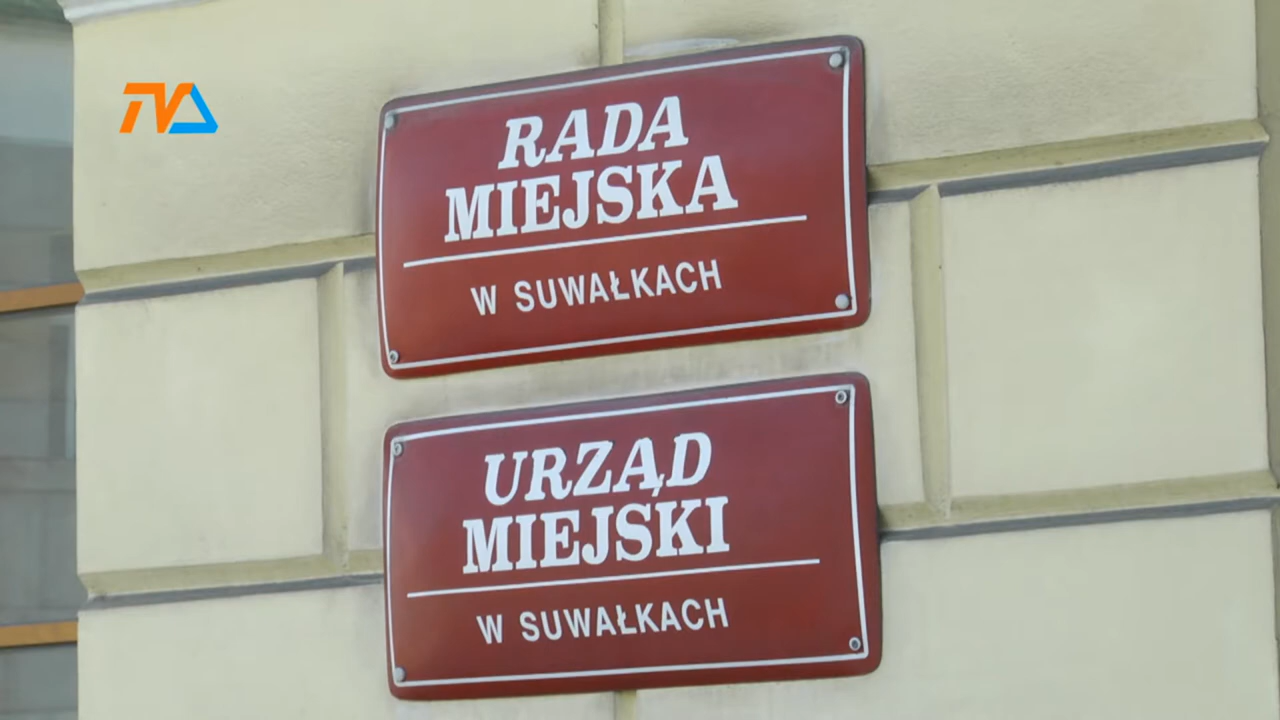 TVA
RADA
MIEJSKA
W SUWAŁKACH
URZĄD
MIEJSKI
W SUWAŁKACH